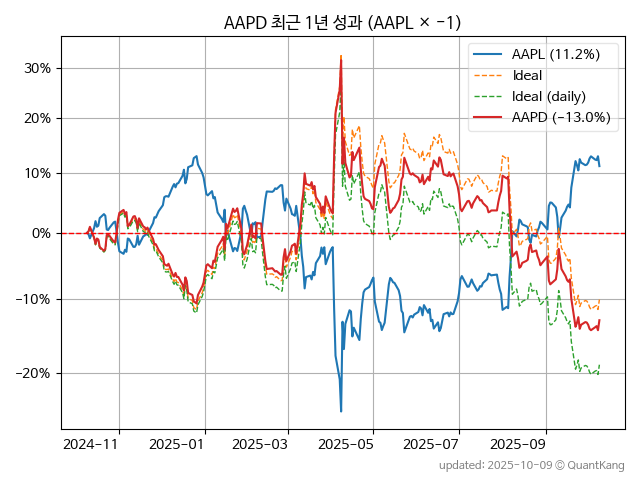 AAPD 최근 1년 성과 (AAPL × −1)
AAPL (11.2%)
Ideal
Ideal (daily)
AAPD (−13.0%)
30%
20%
10%
0%
−10%
−20%
2024-11
2025-01
2025-03
2025-05
2025-07
2025-09
updated: 2025-10-09 © QuantKang